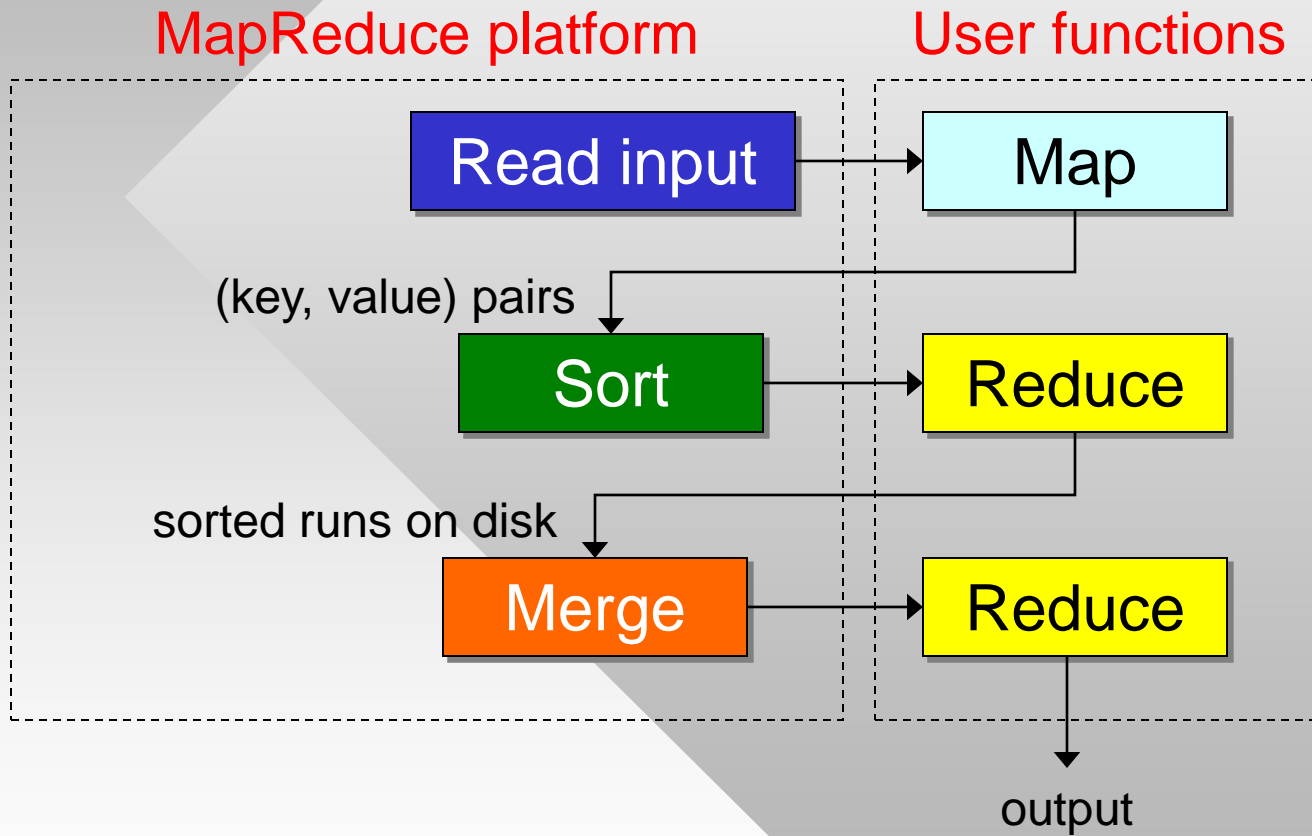 MapReduce platform
User functions
Read input
Map
(key, value) pairs
Sort
Reduce
sorted runs on disk
Merge
Reduce
output